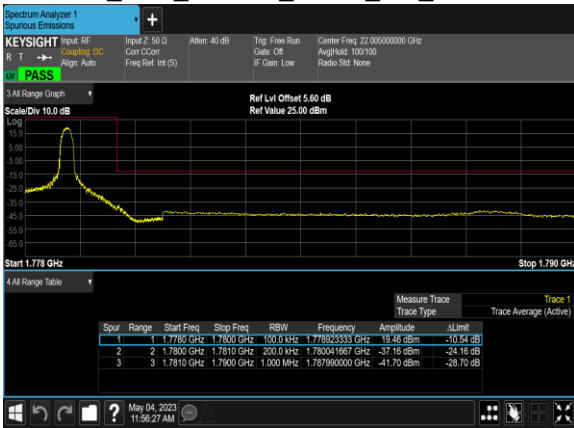 Spectrum Analyzer 1
Spurious Emissions
KEYSIGHT Input: RF Input Z: 50 Ω Atten: 40 dB Trig: Free Run Center Freq: 22.005000000 GHz
R T Coupling: DC Corr CCorr Gate: Off Avg|Hold: 100/100
Align: Auto Freq Ref: Int (S) IF Gain: Low Radio Std: None
PASS
3 All Range Graph
Ref Lvl Offset 5.60 dB
Scale/Div 10.0 dB Ref Value 25.00 dBm
Log
15.0
5.00
-5.00
-15.0
-25.0
-35.0
-45.0
-55.0
-65.0
Start 1.778 GHz Stop 1.790 GHz
4 All Range Table
Measure Trace Trace 1
Trace Type Trace Average (Active)
Spur Range Start Freq Stop Freq RBW Frequency Amplitude ΔLimit
1 1 1.7780 GHz 1.7800 GHz 100.0 kHz 1.778923333 GHz 19.46 dBm -10.54 dB
2 2 1.7800 GHz 1.7810 GHz 200.0 kHz 1.780041667 GHz -37.16 dBm -24.16 dB
3 3 1.7810 GHz 1.7900 GHz 1.000 MHz 1.787990000 GHz -41.70 dBm -28.70 dB
May 04, 2023
11:56:27 AM